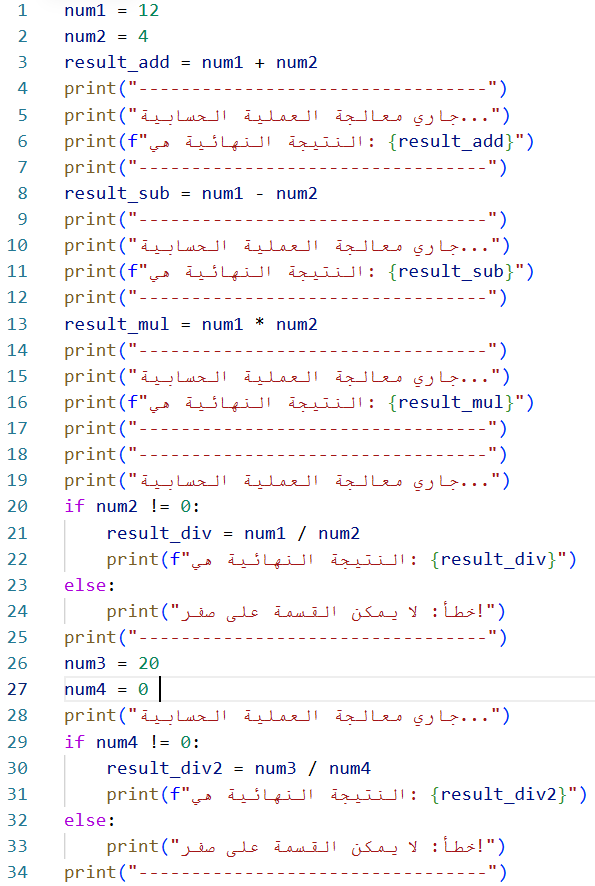 1 num1 = 12
2 num2 = 4
3 result_add = num1 + num2
4 print("---------------------------------")
5 print("جاري معالجة العملية الحسابية...")
6 print(f"النتيجة النهائية هي: {result_add}")
7 print("---------------------------------")
8 result_sub = num1 - num2
9 print("---------------------------------")
10 print("جاري معالجة العملية الحسابية...")
11 print(f"النتيجة النهائية هي: {result_sub}")
12 print("---------------------------------")
13 result_mul = num1 * num2
14 print("---------------------------------")
15 print("جاري معالجة العملية الحسابية...")
16 print(f"النتيجة النهائية هي: {result_mul}")
17 print("---------------------------------")
18 print("---------------------------------")
19 print("جاري معالجة العملية الحسابية...")
20 if num2 != 0:
21     result_div = num1 / num2
22     print(f"النتيجة النهائية هي: {result_div}")
23 else:
24     print("خطأ: لا يمكن القسمة على صفر!")
25 print("---------------------------------")
26 num3 = 20
27 num4 = 0
28 print("جاري معالجة العملية الحسابية...")
29 if num4 != 0:
30     result_div2 = num3 / num4
31     print(f"النتيجة النهائية هي: {result_div2}")
32 else:
33     print("خطأ: لا يمكن القسمة على صفر!")
34 print("---------------------------------")